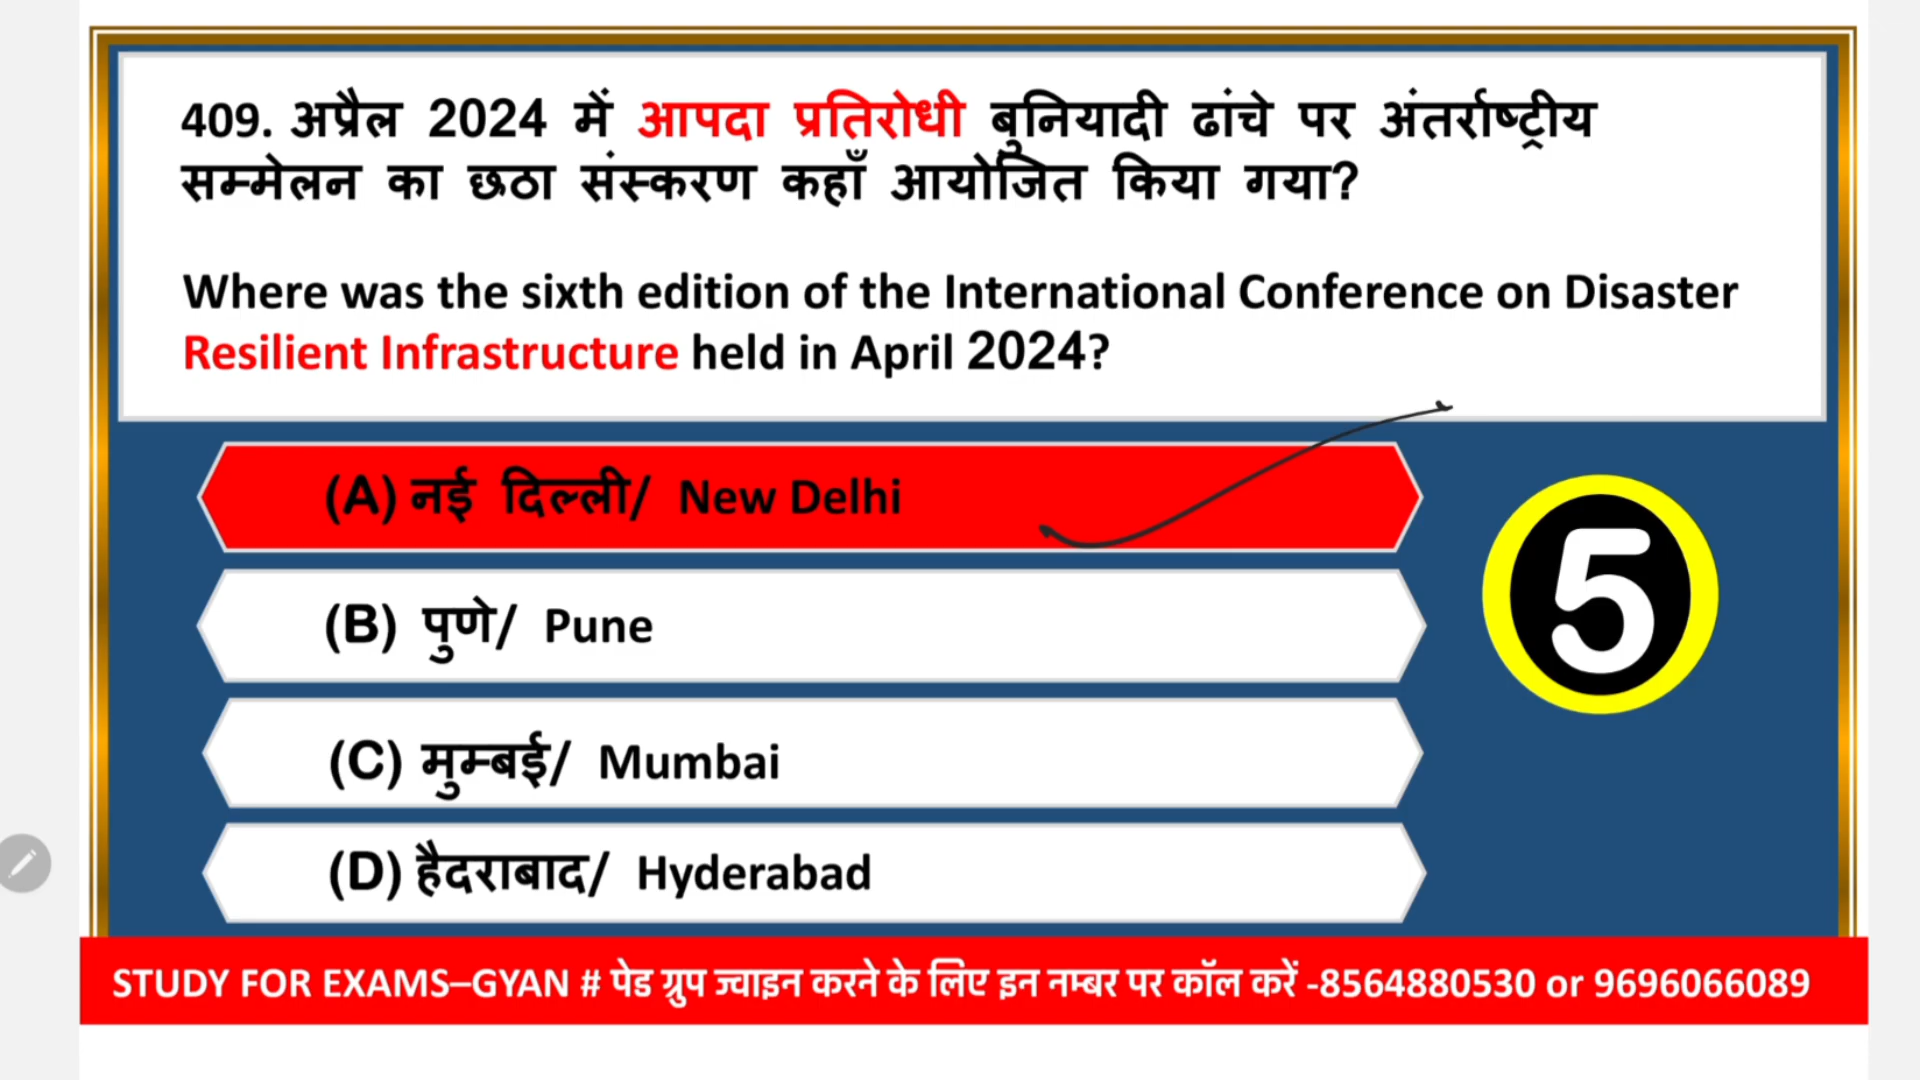 409. अप्रैल 2024 में आपदा प्रतिरोधी बुनियादी ढांचे पर अंतर्राष्ट्रीय
सम्मेलन का छठा संस्करण कहाँ आयोजित किया गया?
Where was the sixth edition of the International Conference on Disaster
Resilient Infrastructure held in April 2024?
(A) नई दिल्ली/ New Delhi
(B) पुणे/ Pune
(C) मुम्बई/ Mumbai
(D) हैदराबाद/ Hyderabad
5
STUDY FOR EXAMS–GYAN # पेड ग्रुप ज्वाइन करने के लिए इन नम्बर पर कॉल करें -8564880530 or 9696066089